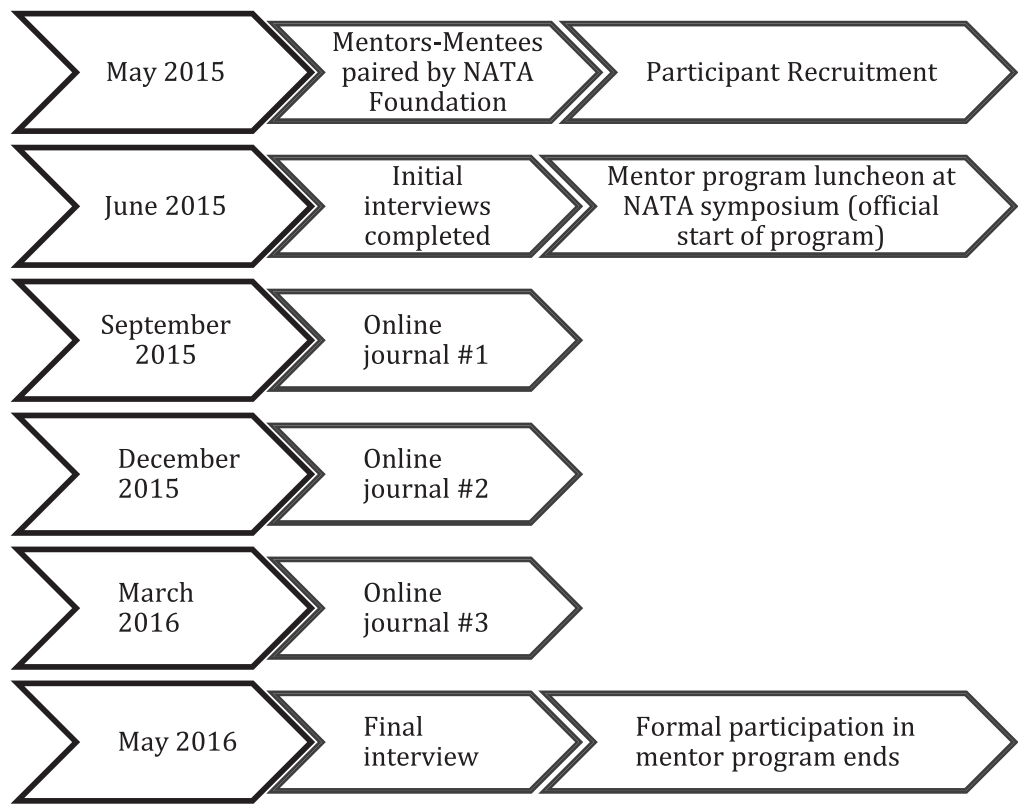 May 2015
Mentors-Mentees
paired by NATA
Foundation
Participant Recruitment
June 2015
Initial
interviews
completed
Mentor program luncheon at
NATA symposium (official
start of program)
September
2015
Online
journal #1
December
2015
Online
journal #2
March
2016
Online
journal #3
May 2016
Final
interview
Formal participation in
mentor program ends